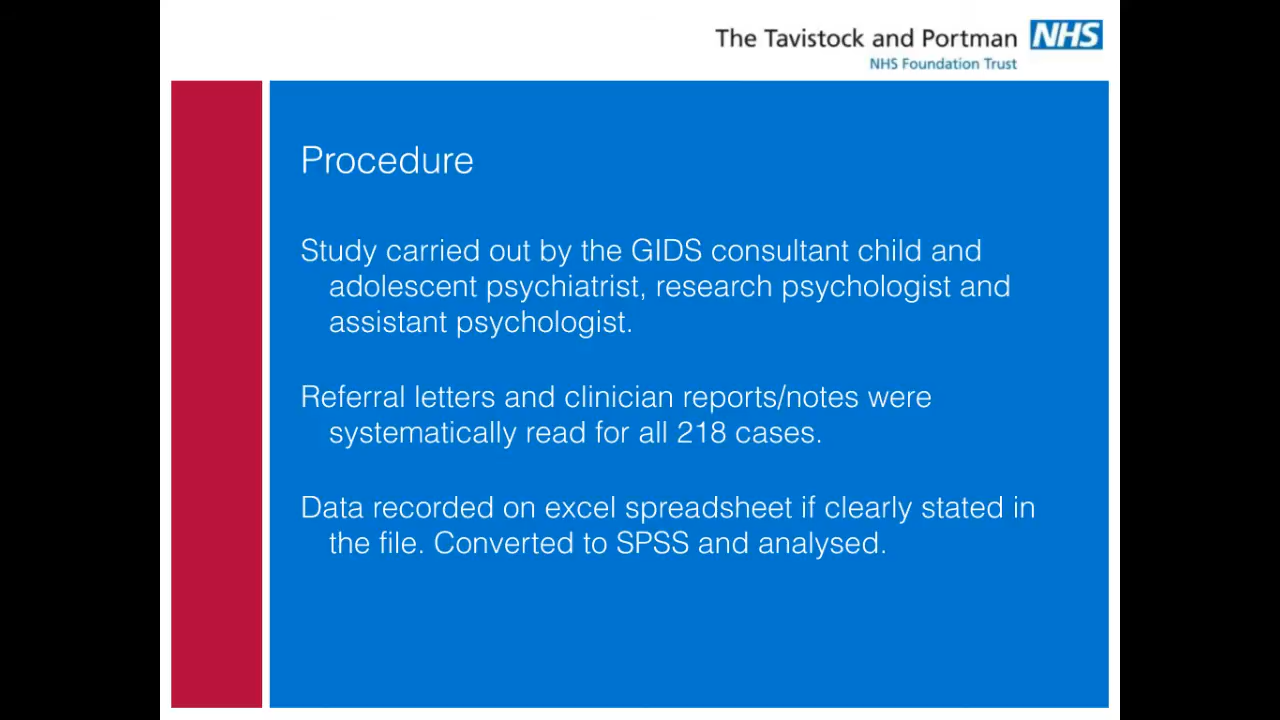 The Tavistock and Portman NHS
NHS Foundation Trust
Procedure
Study carried out by the GIDS consultant child and
adolescent psychiatrist, research psychologist and
assistant psychologist.
Referral letters and clinician reports/notes were
systematically read for all 218 cases.
Data recorded on excel spreadsheet if clearly stated in
the file. Converted to SPSS and analysed.